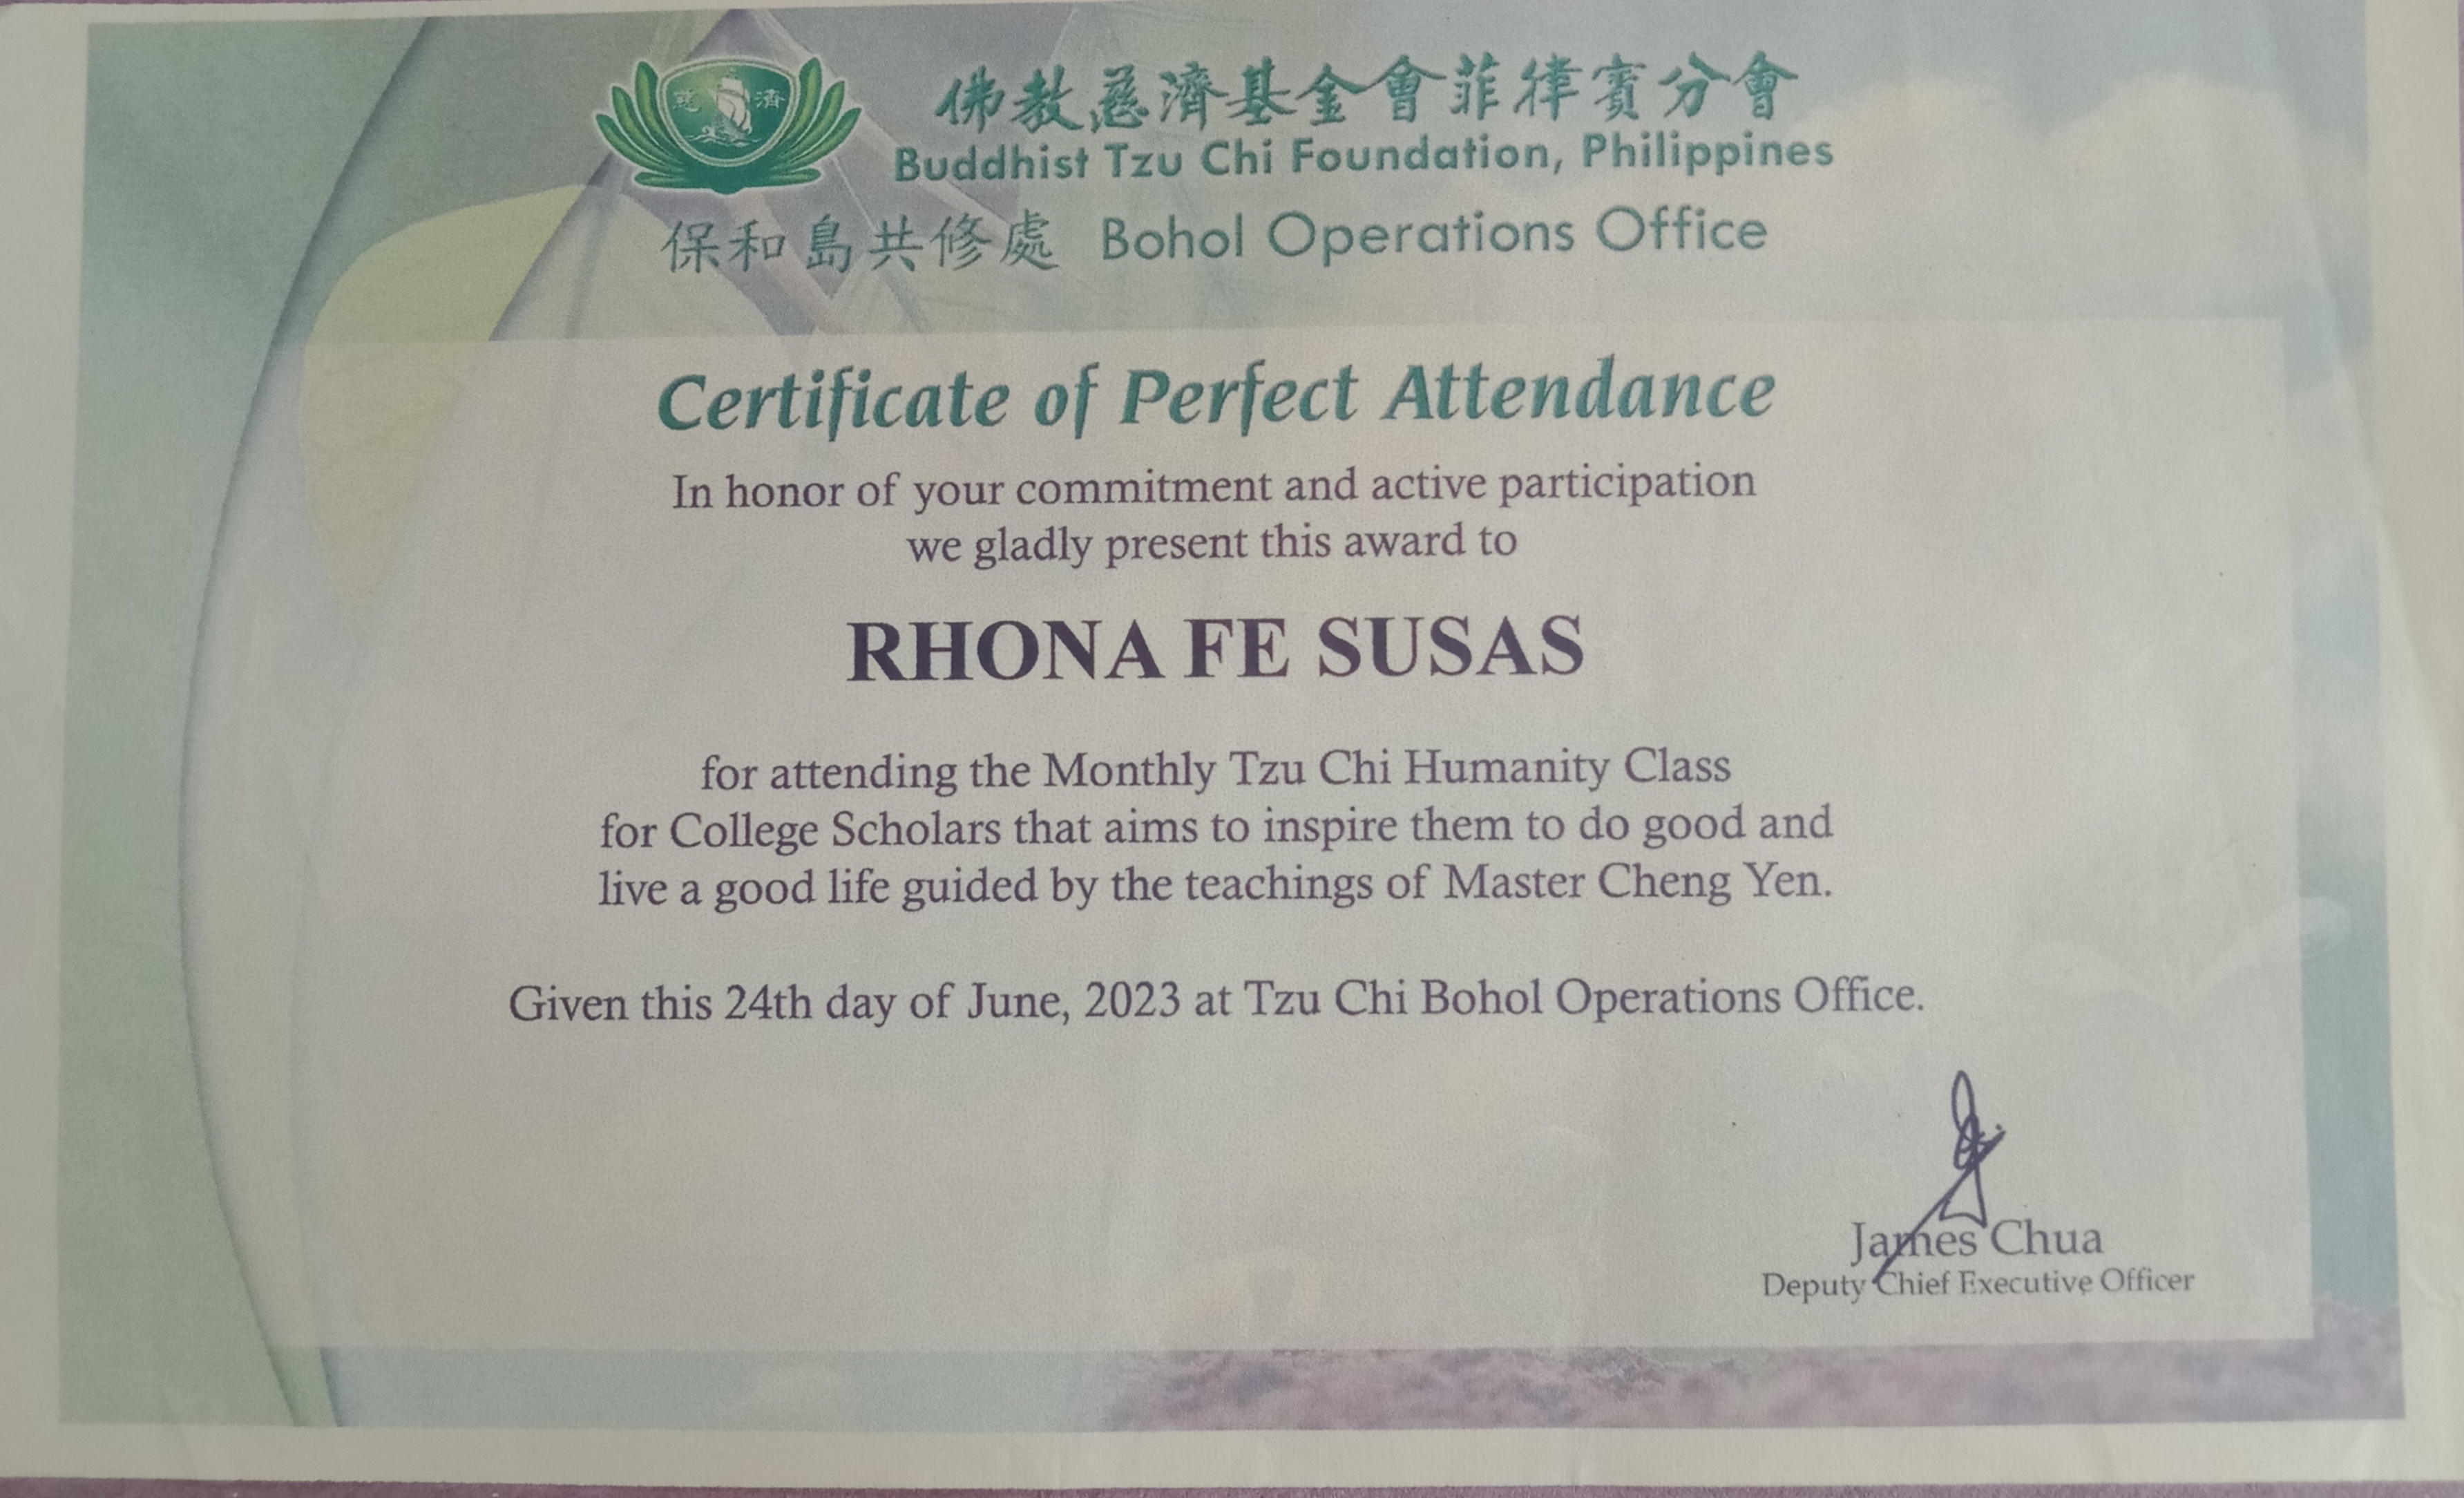 慈濟
佛教慈濟基金會菲律賓分會
Buddhist Tzu Chi Foundation, Philippines
保和島共修處 Bohol Operations Office
Certificate of Perfect Attendance
In honor of your commitment and active participation
we gladly present this award to
RHONA FE SUSAS
for attending the Monthly Tzu Chi Humanity Class
for College Scholars that aims to inspire them to do good and
live a good life guided by the teachings of Master Cheng Yen.
Given this 24th day of June, 2023 at Tzu Chi Bohol Operations Office.
James Chua
Deputy Chief Executive Officer